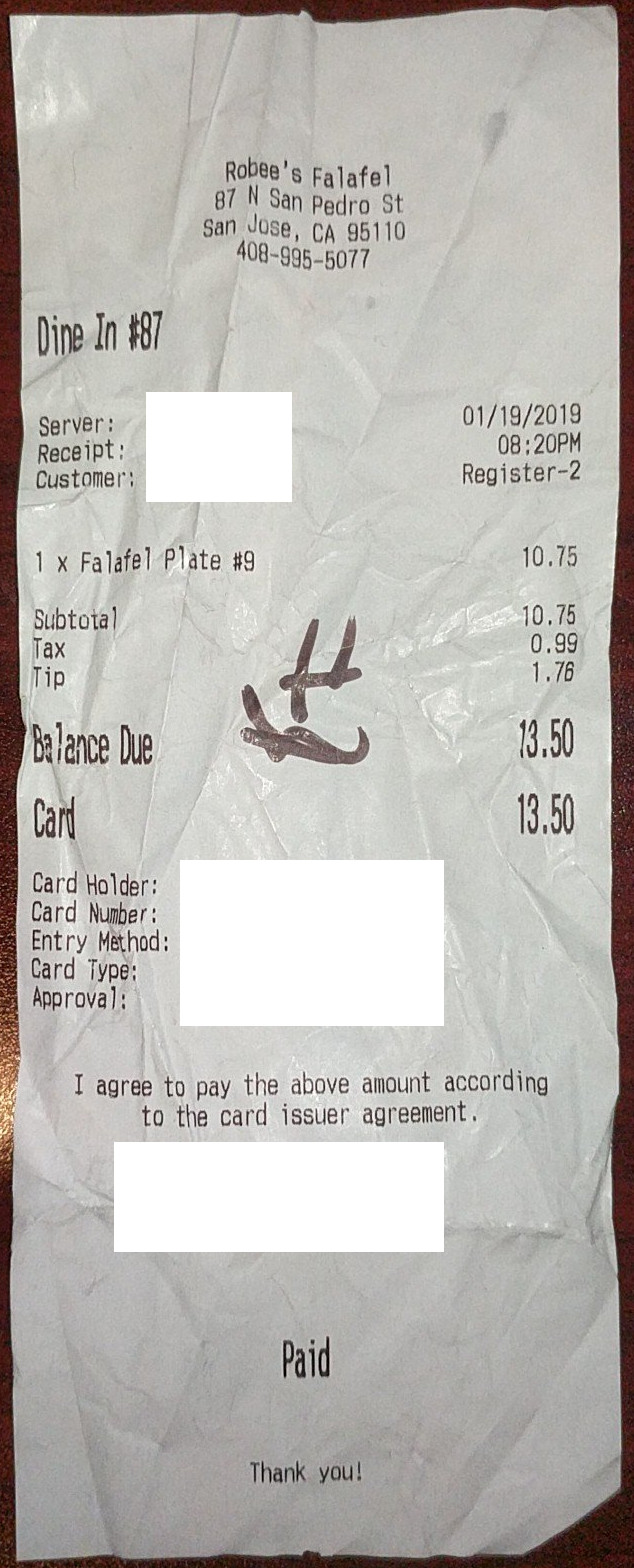 Robee's Falafel
87 N San Pedro St
San Jose, CA 95110
408-995-5077
Dine In #87
Server: 01/19/2019
Receipt: 08:20PM
Customer: Register-2
1 x Falafel Plate #9 10.75
Subtotal 10.75
Tax 0.99
Tip 1.76
Balance Due 13.50
Card 13.50
Card Holder:
Card Number:
Entry Method:
Card Type:
Approval:
I agree to pay the above amount according
to the card issuer agreement.
Paid
Thank you!